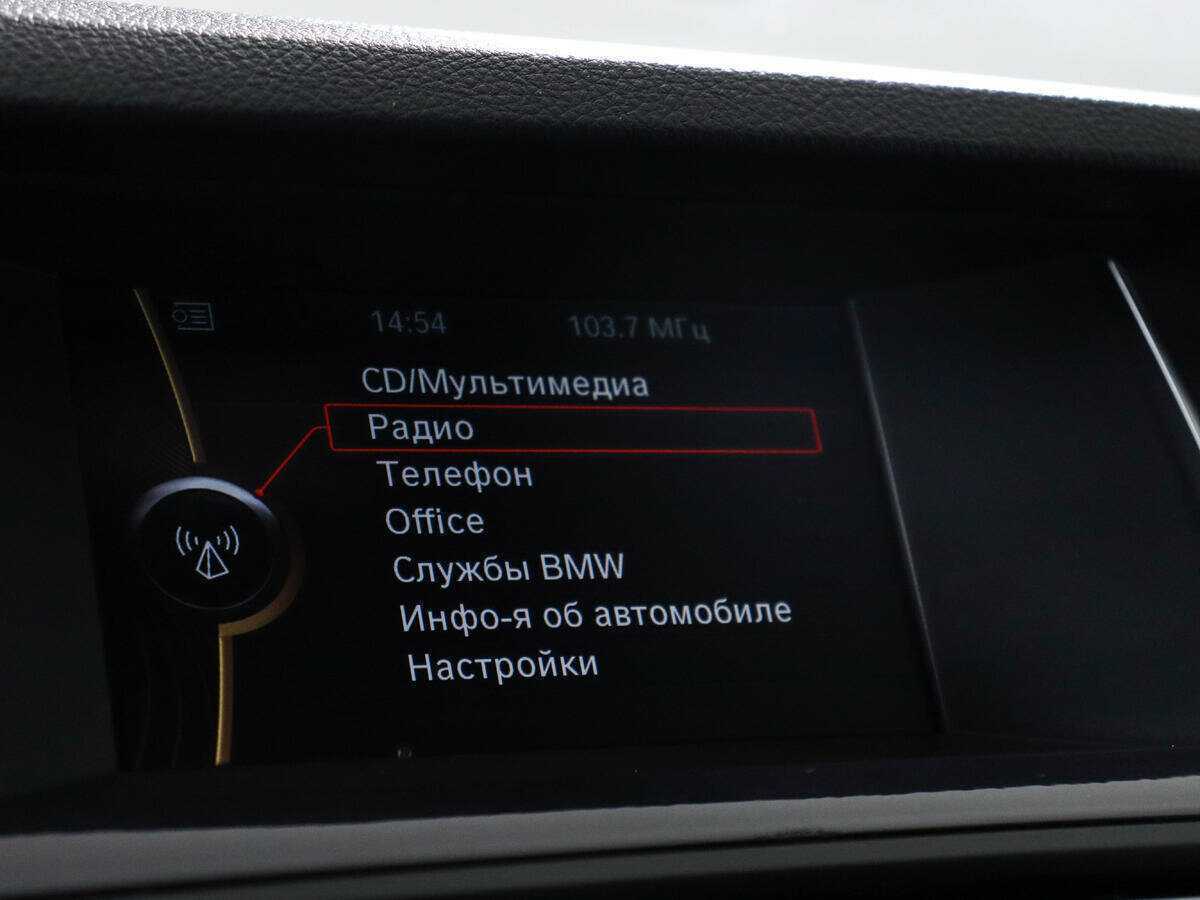 14:54 103.7 МГц
CD/Мультимедиа
Радио
Телефон
Office
Службы BMW
Инфо-я об автомобиле
Настройки